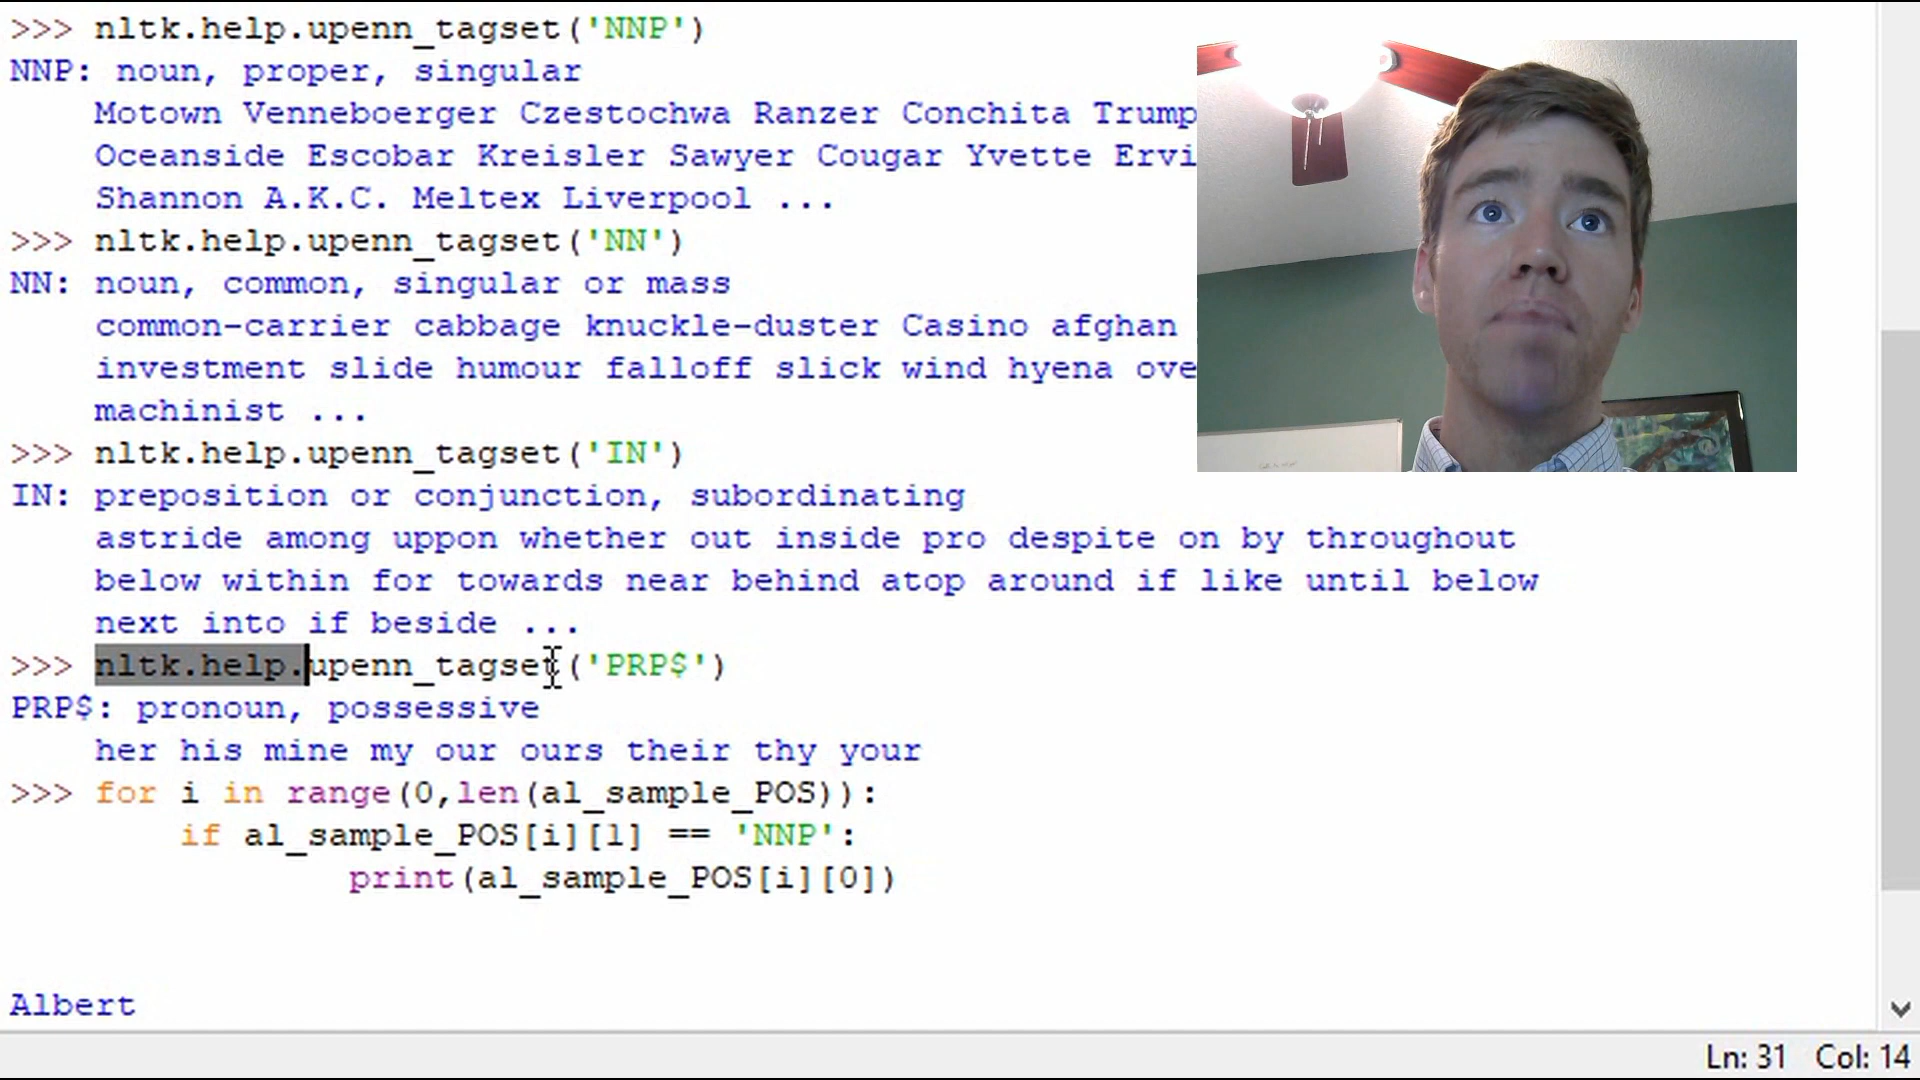 >>> nltk.help.upenn_tagset('NNP')
NNP: noun, proper, singular
Motown Venneboerger Czestochwa Ranzer Conchita Trump
Oceanside Escobar Kreisler Sawyer Cougar Yvette Ervi
Shannon A.K.C. Meltex Liverpool ...
>>> nltk.help.upenn_tagset('NN')
NN: noun, common, singular or mass
common-carrier cabbage knuckle-duster Casino afghan
investment slide humour falloff slick wind hyena ove
machinist ...
>>> nltk.help.upenn_tagset('IN')
IN: preposition or conjunction, subordinating
astride among uppon whether out inside pro despite on by throughout
below within for towards near behind atop around if like until below
next into if beside ...
>>> nltk.help.upenn_tagset('PRP$')
PRP$: pronoun, possessive
her his mine my our ours their thy your
>>> for i in range(0,len(al_sample_POS)):
if al_sample_POS[i][1] == 'NNP':
print(al_sample_POS[i][0])
Albert
Ln: 31 Col: 14